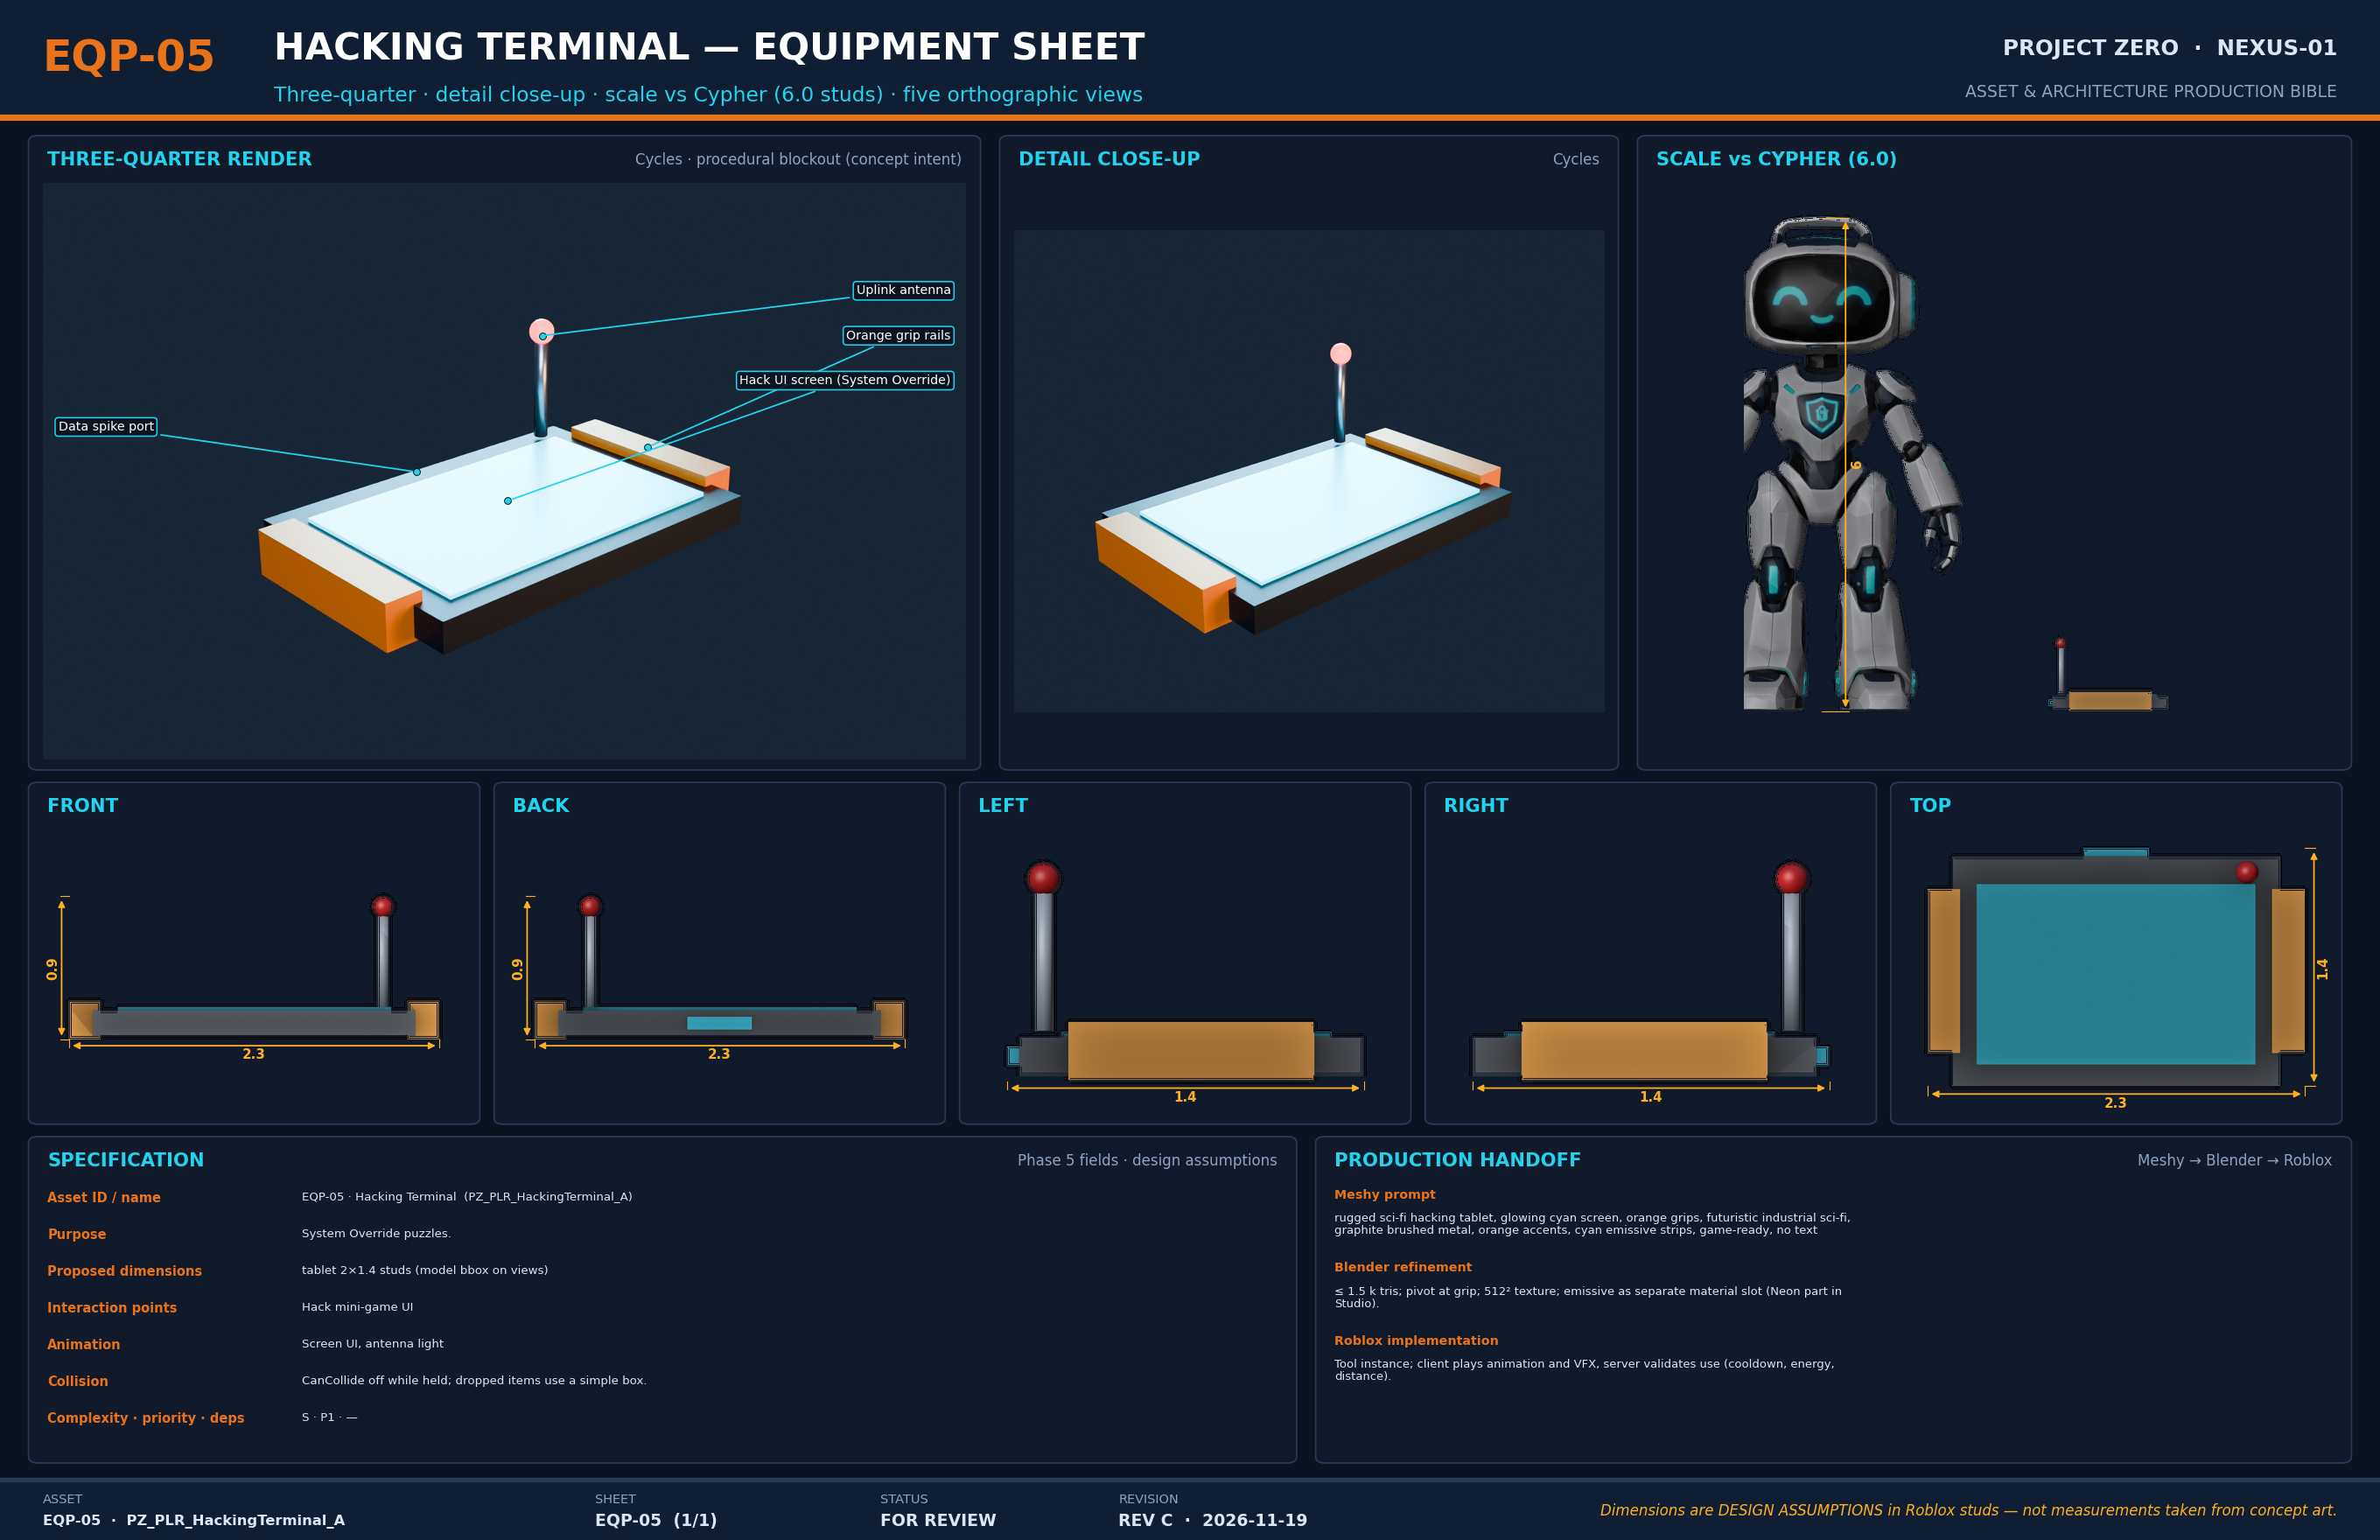 EQP-05
HACKING TERMINAL — EQUIPMENT SHEET
Three-quarter · detail close-up · scale vs Cypher (6.0 studs) · five orthographic views
PROJECT ZERO · NEXUS-01
ASSET & ARCHITECTURE PRODUCTION BIBLE
THREE-QUARTER RENDER
Cycles · procedural blockout (concept intent)
Uplink antenna
Orange grip rails
Hack UI screen (System Override)
Data spike port
DETAIL CLOSE-UP
Cycles
SCALE vs CYPHER (6.0)
6
FRONT
0.9
2.3
BACK
0.9
2.3
LEFT
1.4
RIGHT
1.4
TOP
1.4
2.3
SPECIFICATION
Phase 5 fields · design assumptions
Asset ID / name
EQP-05 · Hacking Terminal (PZ_PLR_HackingTerminal_A)
Purpose
System Override puzzles.
Proposed dimensions
tablet 2×1.4 studs (model bbox on views)
Interaction points
Hack mini-game UI
Animation
Screen UI, antenna light
Collision
CanCollide off while held; dropped items use a simple box.
Complexity · priority · deps
S · P1 · —
PRODUCTION HANDOFF
Meshy → Blender → Roblox
Meshy prompt
rugged sci-fi hacking tablet, glowing cyan screen, orange grips, futuristic industrial sci-fi,
graphite brushed metal, orange accents, cyan emissive strips, game-ready, no text
Blender refinement
≤ 1.5 k tris; pivot at grip; 512² texture; emissive as separate material slot (Neon part in
Studio).
Roblox implementation
Tool instance; client plays animation and VFX, server validates use (cooldown, energy,
distance).
ASSET
EQP-05 · PZ_PLR_HackingTerminal_A
SHEET
EQP-05 (1/1)
STATUS
FOR REVIEW
REVISION
REV C · 2026-11-19
Dimensions are DESIGN ASSUMPTIONS in Roblox studs — not measurements taken from concept art.